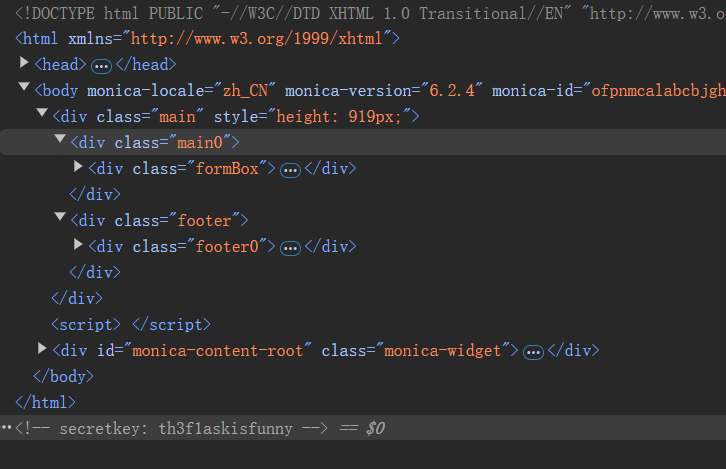 <!DOCTYPE html PUBLIC "-//W3C//DTD XHTML 1.0 Transitional//EN" "http://www.w3.o
<html xmlns="http://www.w3.org/1999/xhtml">
<head> ••• </head>
<body monica-locale="zh_CN" monica-version="6.2.4" monica-id="ofpnmcalabcbjgh
<div class="main" style="height: 919px;">
<div class="main0">
<div class="formBox"> ••• </div>
</div>
<div class="footer">
<div class="footer0"> ••• </div>
</div>
</div>
<script> </script>
<div id="monica-content-root" class="monica-widget"> ••• </div>
</body>
</html>
••• <!-- secretkey: th3f1askisfunny --> == $0